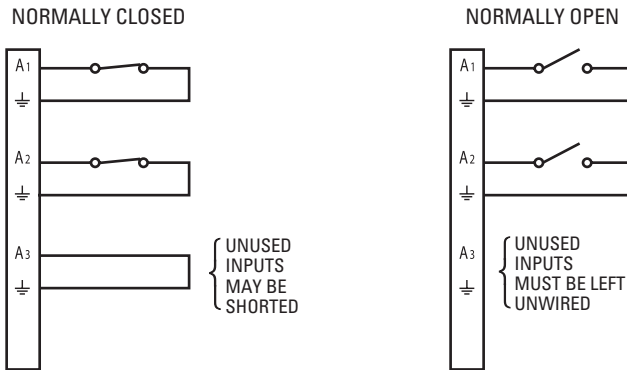 NORMALLY CLOSED
A1
A2
A3
UNUSED
INPUTS
MAY BE
SHORTED
NORMALLY OPEN
A1
A2
A3
UNUSED
INPUTS
MUST BE LEFT
UNWIRED